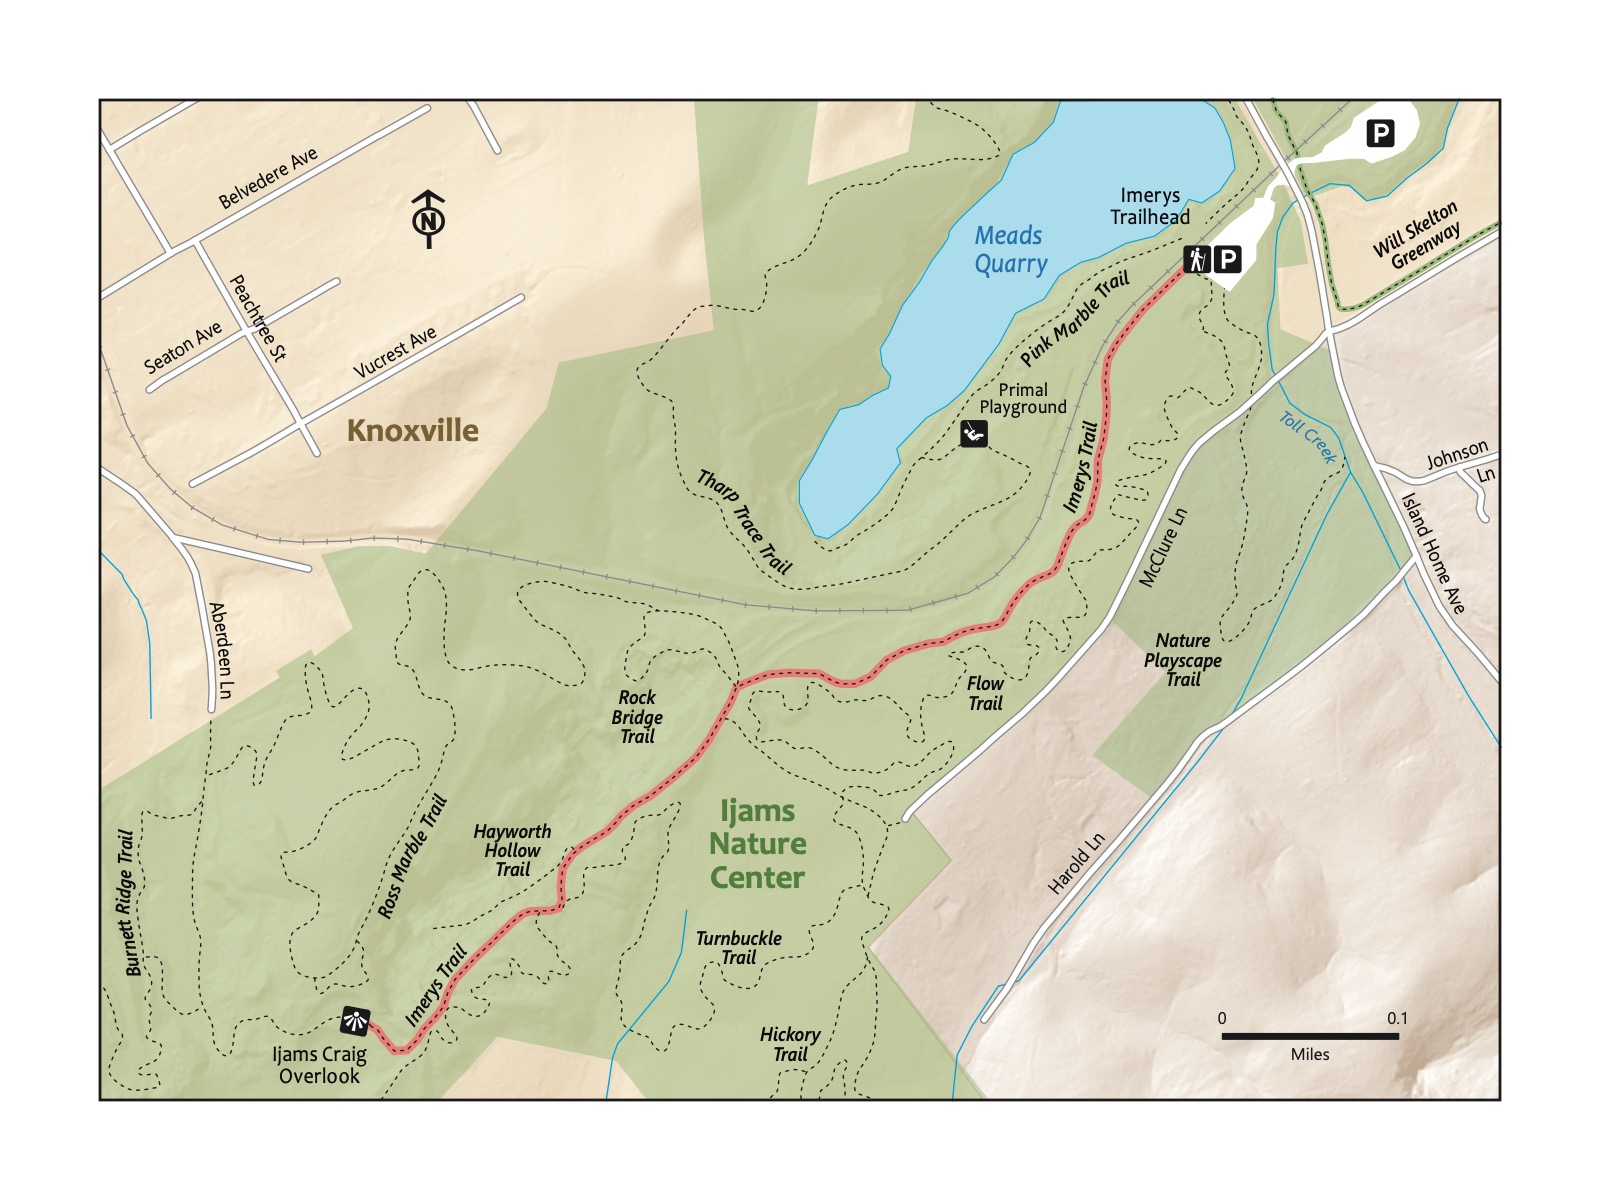 P
Belvedere Ave
Imerys
Trailhead
N
Will Skelton
Greenway
Meads
Quarry
P
Peachtree St
Seaton Ave
Vucrest Ave
Pink Marble Trail
Primal
Playground
Knoxville
Toll Creek
Imerys Trail
Johnson
Ln
Tharp Trace Trail
Island Home Ave
McClure Ln
Aberdeen Ln
Nature
Playscape
Trail
Flow
Trail
Rock
Bridge
Trail
Ijams
Nature
Center
Ross Marble Trail
Hayworth
Hollow
Trail
Burnett Ridge Trail
Harold Ln
Turnbuckle
Trail
Imerys Trail
Hickory
Trail
Ijams Craig
Overlook
0 0.1
Miles